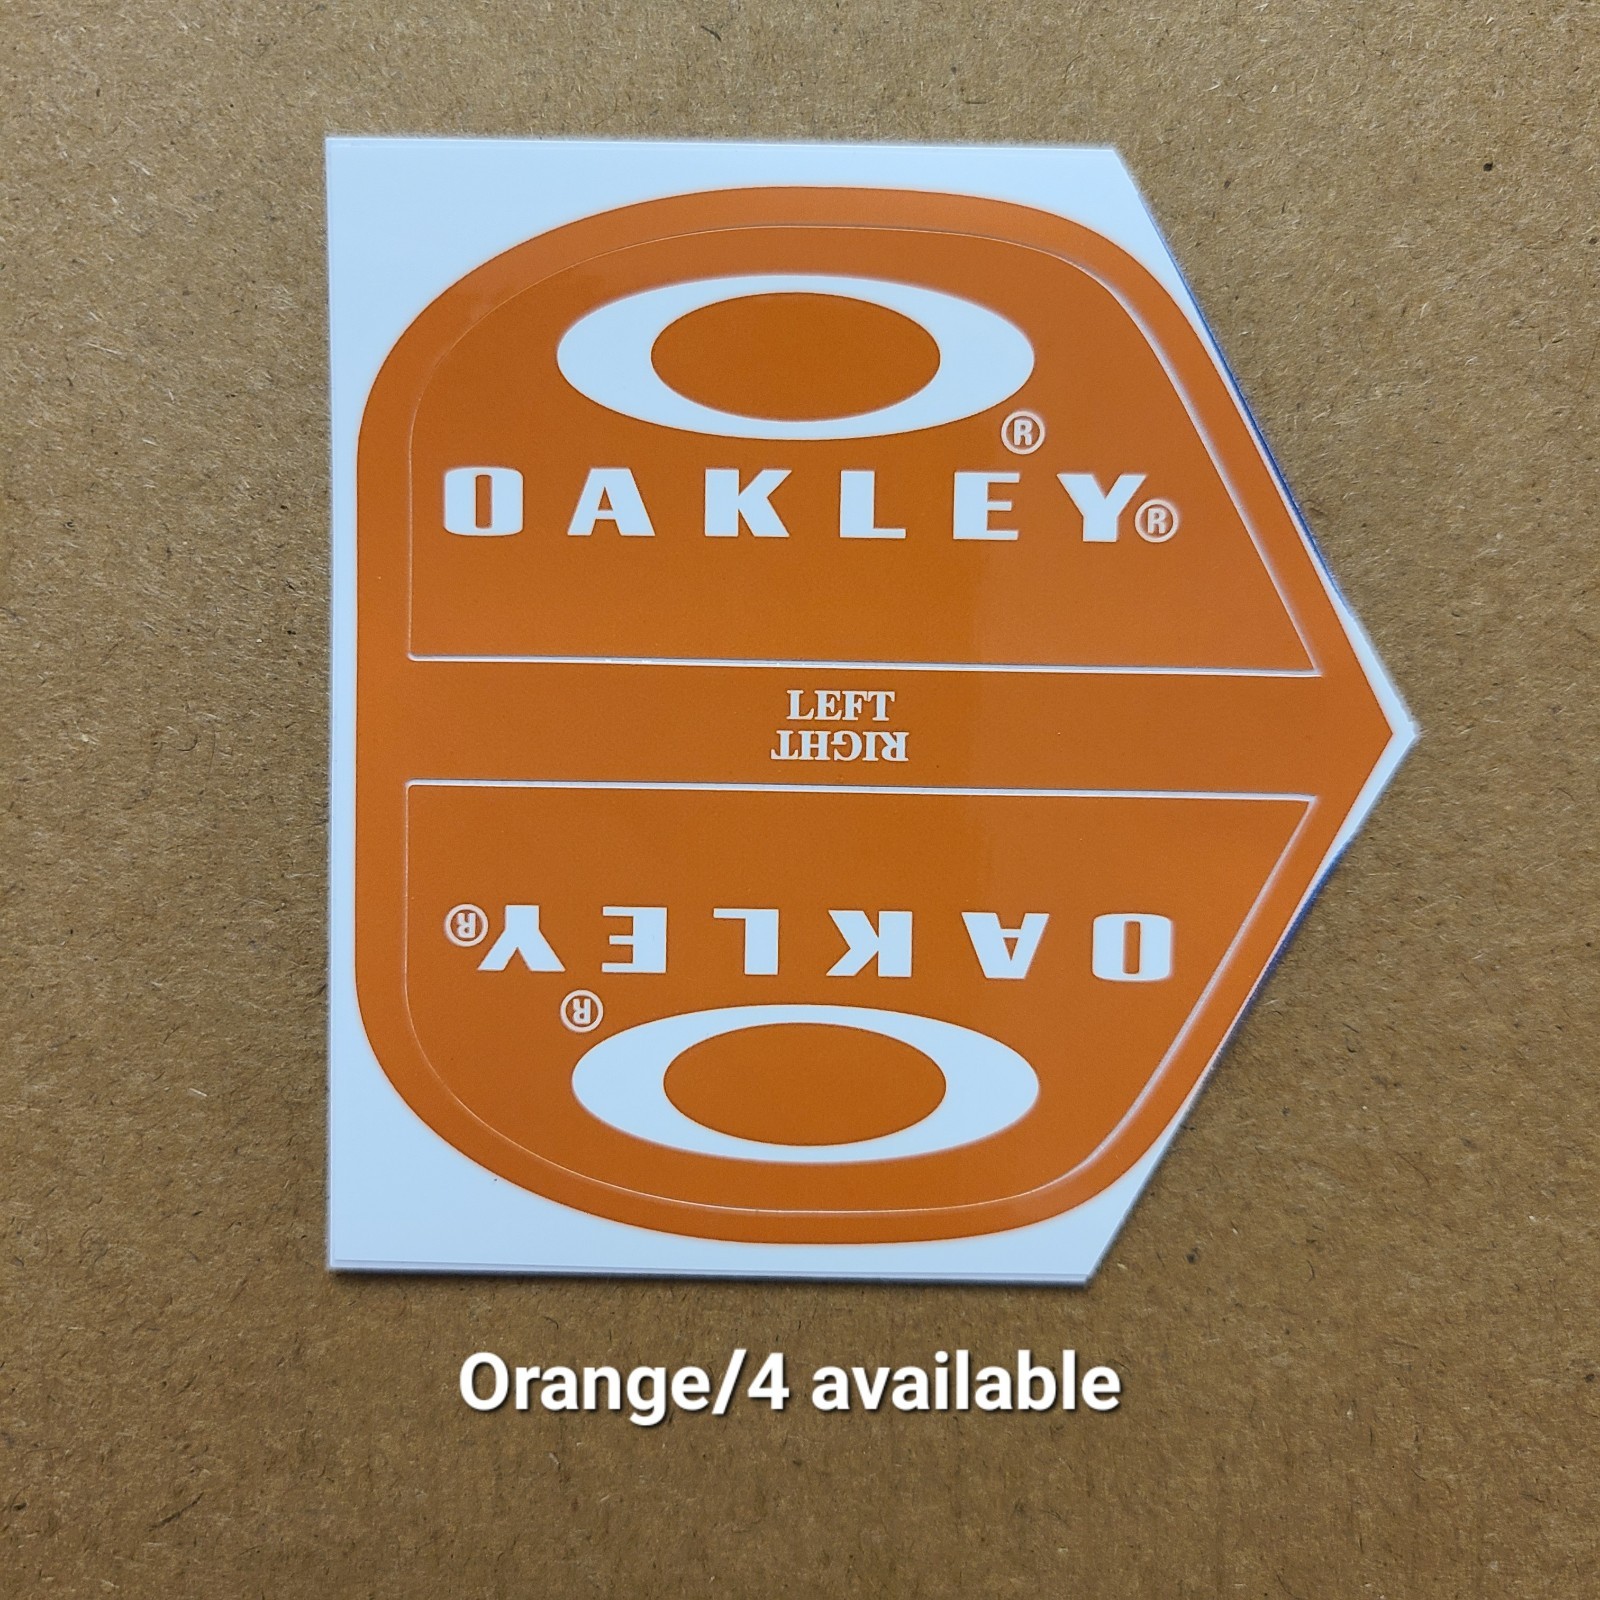 ®
OAKLEY®
LEFT
RIGHT
OAKLEY®
®
Orange/4 available